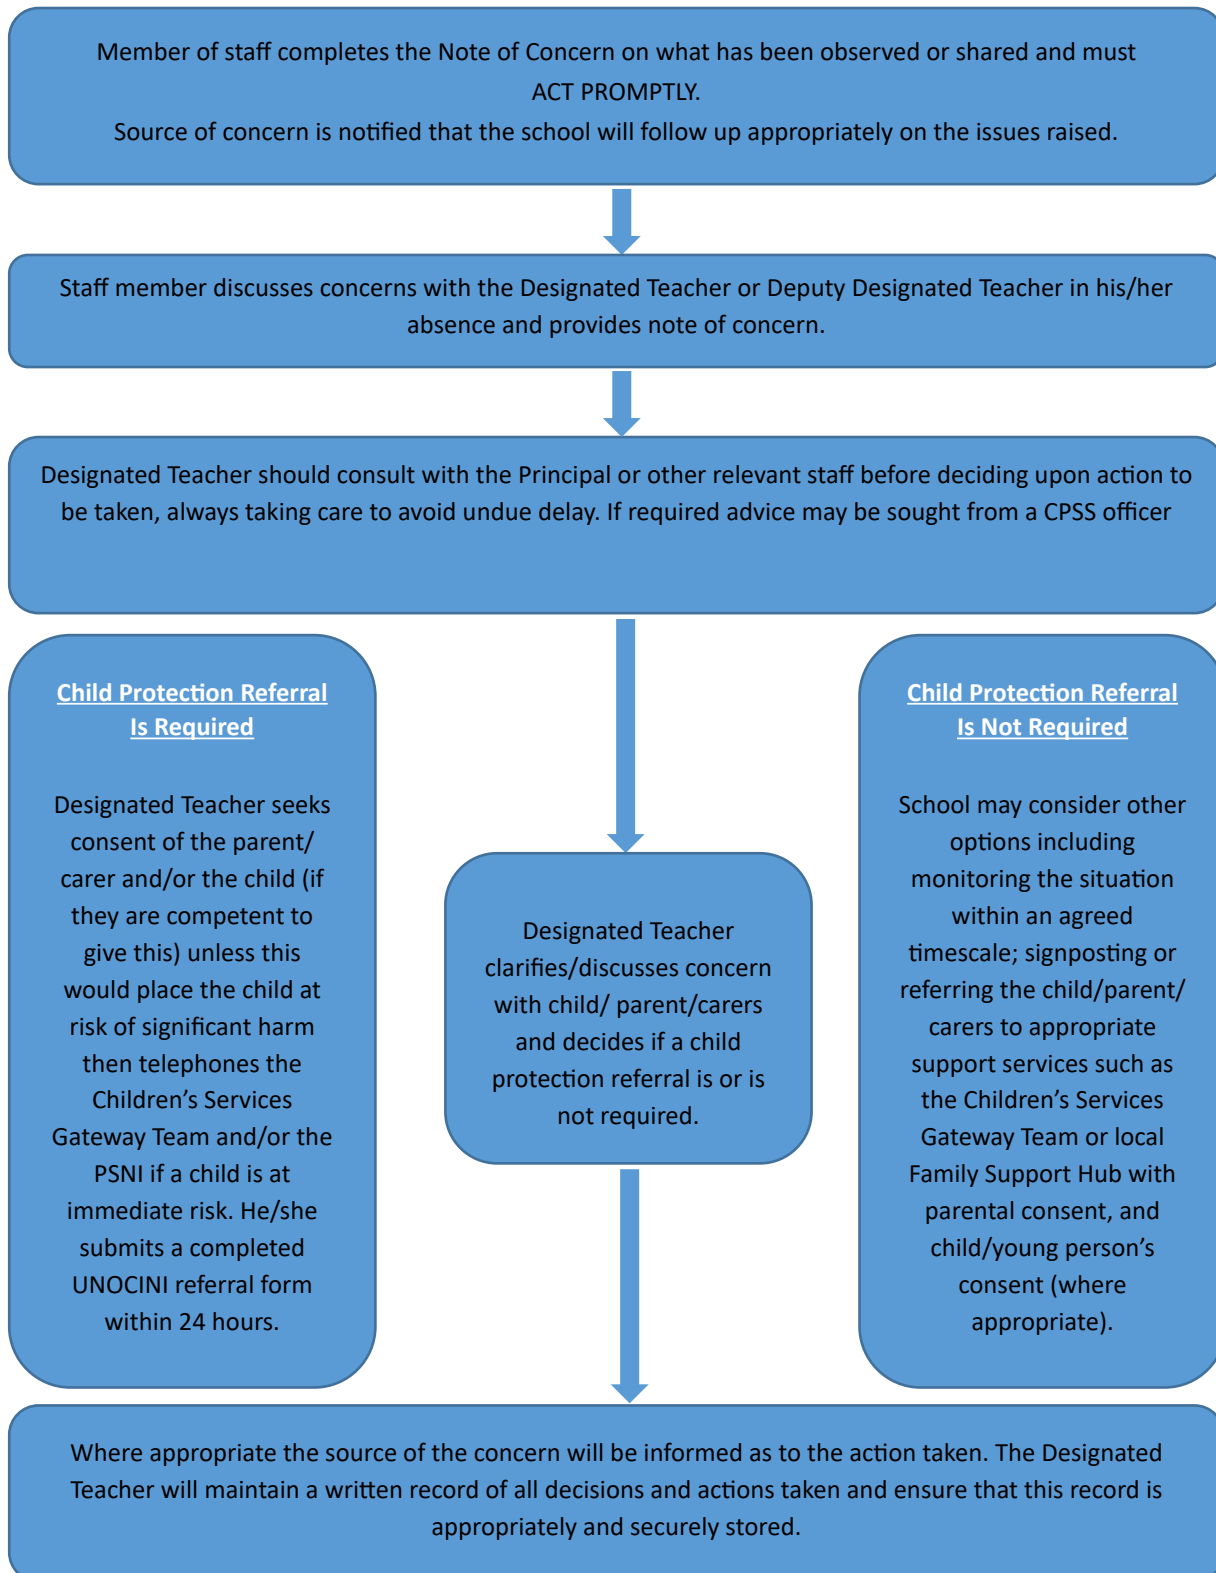 Member of staff completes the Note of Concern on what has been observed or shared and must
ACT PROMPTLY.
Source of concern is notified that the school will follow up appropriately on the issues raised.
Staff member discusses concerns with the Designated Teacher or Deputy Designated Teacher in his/her
absence and provides note of concern.
Designated Teacher should consult with the Principal or other relevant staff before deciding upon action to
be taken, always taking care to avoid undue delay. If required advice may be sought from a CPSS officer
Child Protection Referral
Is Required
Designated Teacher seeks
consent of the parent/
carer and/or the child (if
they are competent to
give this) unless this
would place the child at
risk of significant harm
then telephones the
Children’s Services
Gateway Team and/or the
PSNI if a child is at
immediate risk. He/she
submits a completed
UNOCINI referral form
within 24 hours.
Designated Teacher
clarifies/discusses concern
with child/ parent/carers
and decides if a child
protection referral is or is
not required.
Child Protection Referral
Is Not Required
School may consider other
options including
monitoring the situation
within an agreed
timescale; signposting or
referring the child/parent/
carers to appropriate
support services such as
the Children’s Services
Gateway Team or local
Family Support Hub with
parental consent, and
child/young person’s
consent (where
appropriate).
Where appropriate the source of the concern will be informed as to the action taken. The Designated
Teacher will maintain a written record of all decisions and actions taken and ensure that this record is
appropriately and securely stored.